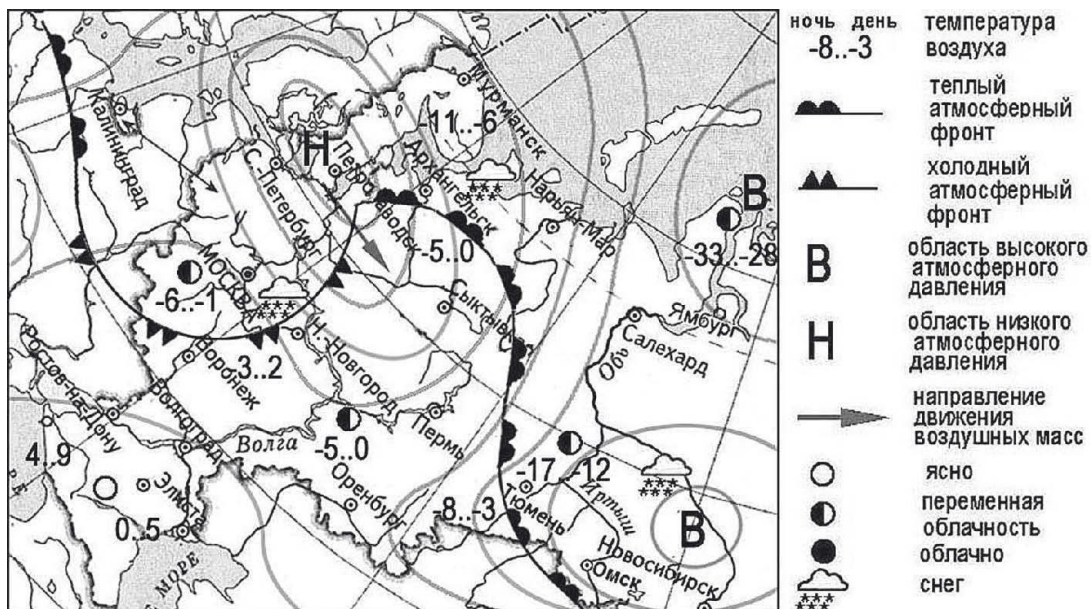 Калининград
С.-Петербург
Н
Петрозаводск
Мурманск
11..-6
Архангельск
Нарьян-Мар
В
-33..-28
-5..0
Сыктывк
МОСКВА
-6..-1
Н.-Новгород
Воронеж
-3..2
Ростов-на-Дону
Волгоград
Волга
Пермь
-5..0
Оренбург
4..9
РЕ
Элиста
0..5
МОРЕ
-8..-3
-17..-12
Тюмень
Иртыш
Омск
Новосибирск
В
Обь
Салехард
Ямбург
ночь день
-8..-3
температура
воздуха
теплый
атмосферный
фронт
холодный
атмосферный
фронт
В
область высокого
атмосферного
давления
Н
область низкого
атмосферного
давления
направление
движения
воздушных масс
ясно
переменная
облачность
облачно
снег